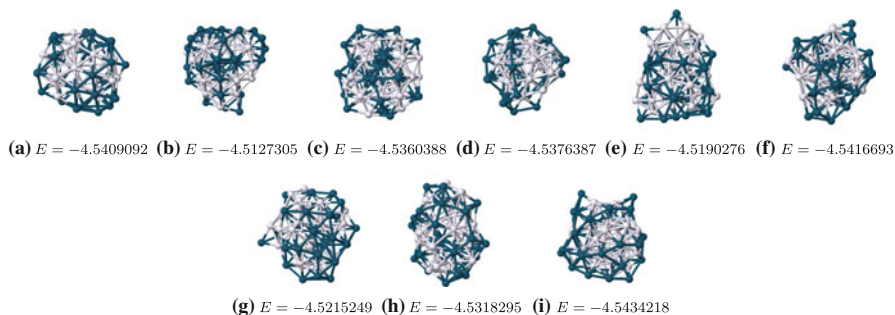 (a) E = −4.5409092 (b) E = −4.5127305 (c) E = −4.5360388 (d) E = −4.5376387 (e) E = −4.5190276 (f) E = −4.5416693
(g) E = −4.5215249 (h) E = −4.5318295 (i) E = −4.5434218